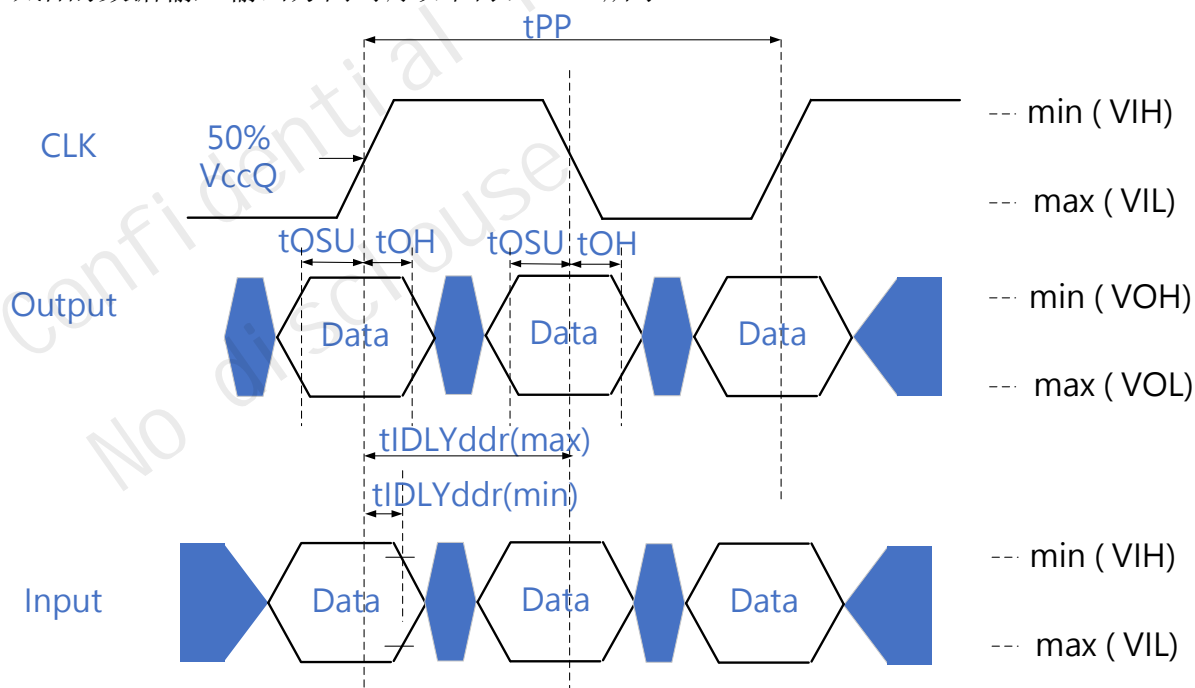 tPP
CLK
50%
VccQ
min ( VIH)
max ( VIL)
tOSU tOH tOSU tOH
Output
Data Data Data
min ( VOH)
max ( VOL)
tIDLYddr(max)
tIDLYddr(min)
Input
Data Data Data
min ( VIH)
max ( VIL)
Confidential
No disclouse